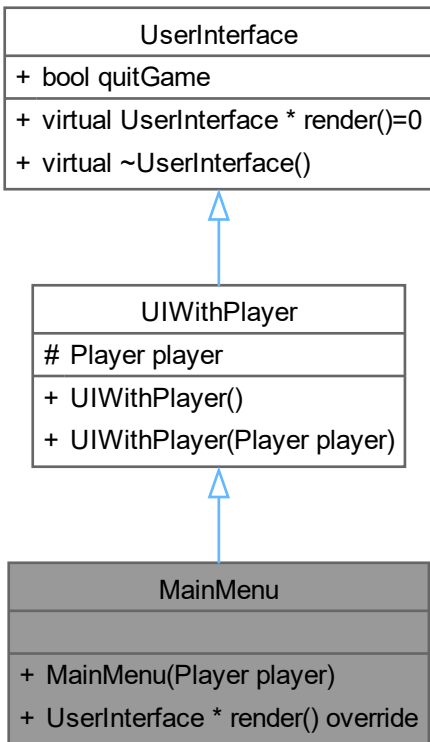 UserInterface
+ bool quitGame
+ virtual UserInterface * render()=0
+ virtual ~UserInterface()
UIWithPlayer
# Player player
+ UIWithPlayer()
+ UIWithPlayer(Player player)
MainMenu
+ MainMenu(Player player)
+ UserInterface * render() override